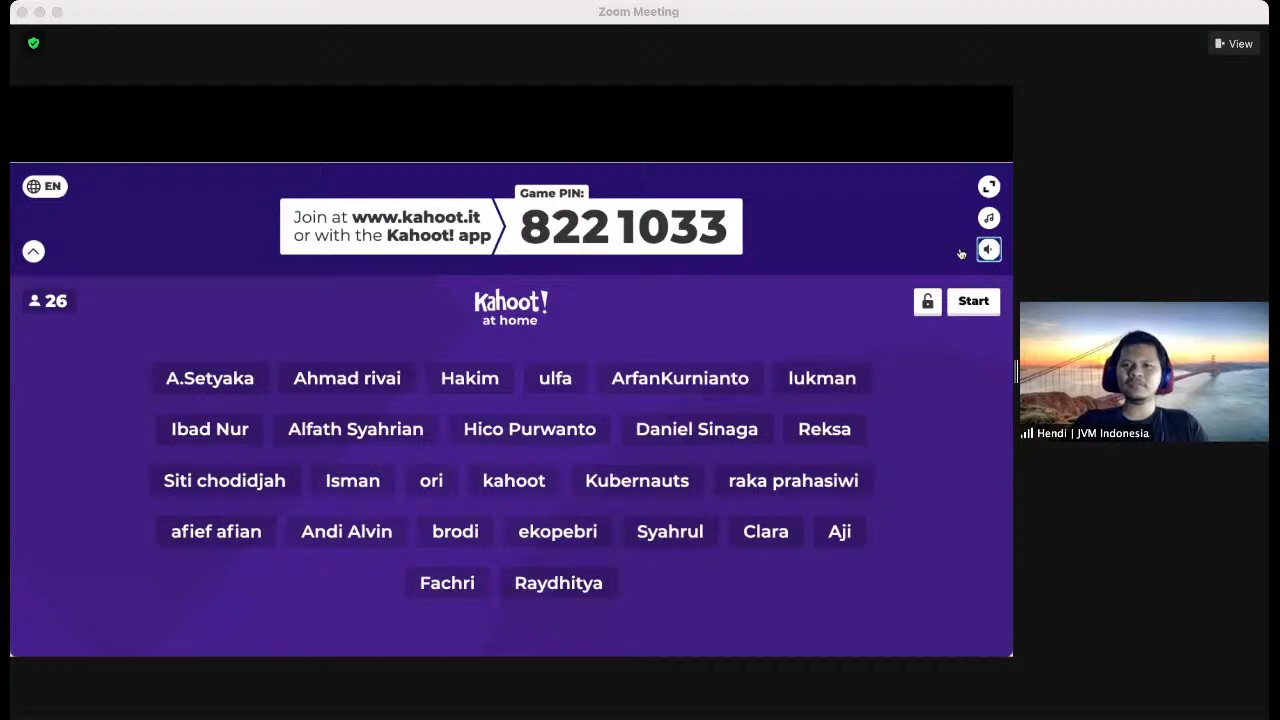 Zoom Meeting
View
EN
Game PIN:
Join at www.kahoot.it
or with the Kahoot! app
822 1033
26
Kahoot!
at home
Start
A.Setyaka Ahmad rivai Hakim ulfa ArfanKurnianto lukman
Ibad Nur Alfath Syahrian Hico Purwanto Daniel Sinaga Reksa
Siti chodidjah Isman ori kahoot Kubernauts raka prahasiwi
afief afian Andi Alvin brodi ekopebri Syahrul Clara Aji
Fachri Raydhitya
Hendi | JVM Indonesia